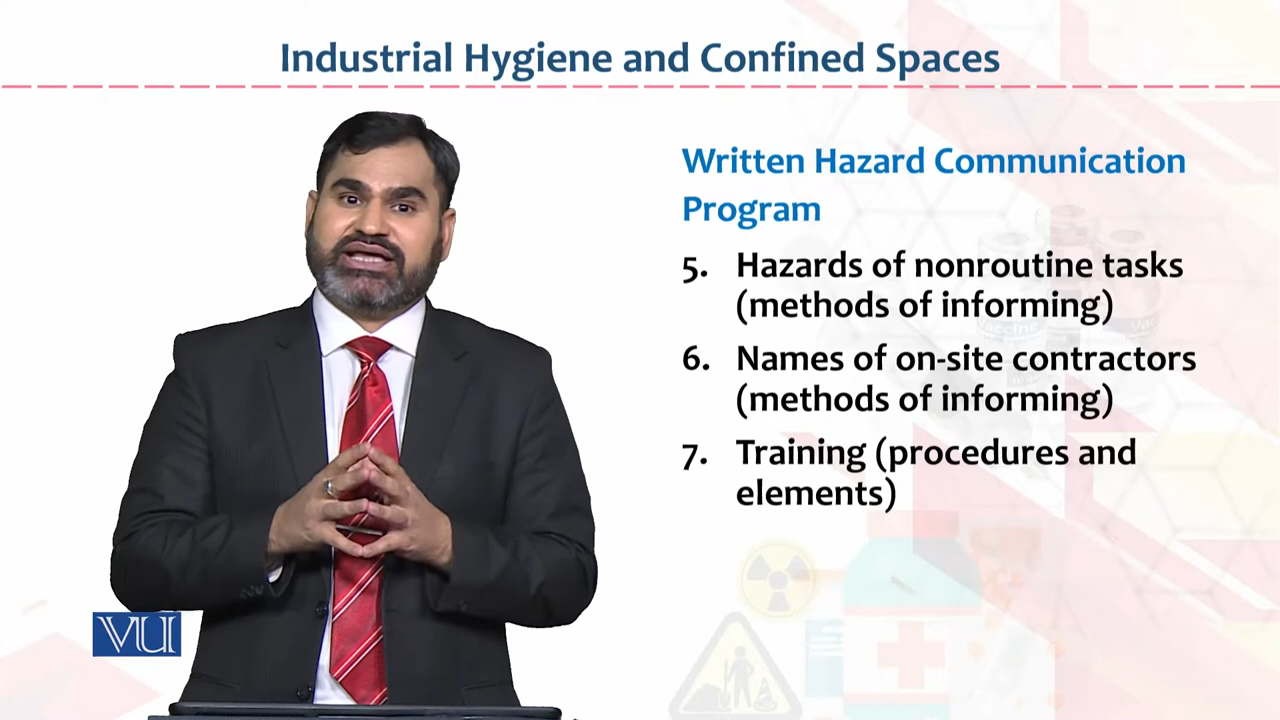 Industrial Hygiene and Confined Spaces
Written Hazard Communication
Program
5. Hazards of nonroutine tasks
(methods of informing)
6. Names of on-site contractors
(methods of informing)
7. Training (procedures and
elements)
VU
vaccine